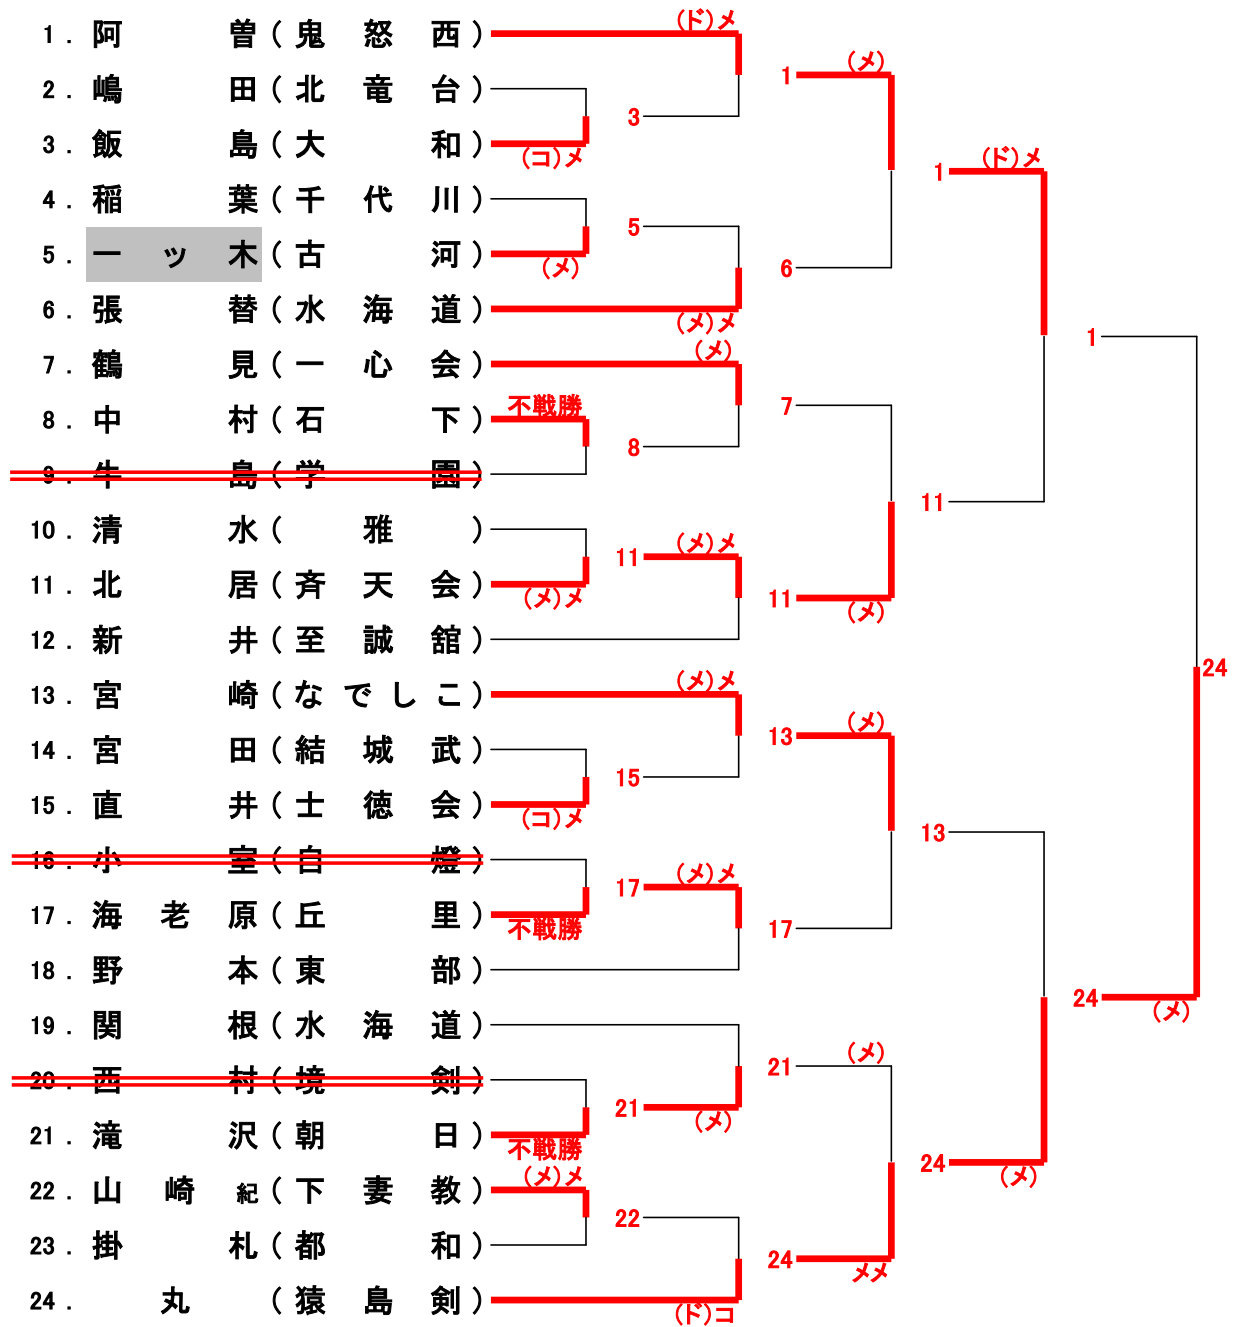 (ド)メ
1. 阿 曽(鬼 怒 西)
(メ)
1
2. 嶋 田(北 竜 台)
3
3. 飯 島(大 和)
(コ)メ
(ド)メ
1
4. 稲 葉(千 代 川)
5
5. 一 ッ 木(古 河)
(メ)
6
6. 張 替(水 海 道)
(メ)メ
1
(メ)
7. 鶴 見(一 心 会)
不戦勝
7
8. 中 村(石 下)
8
9. 牛 島(学 園)
11
10. 清 水( 雅 )
(メ)メ
11
11. 北 居(斉 天 会)
(メ)メ
11
(メ)
12. 新 井(至 誠 舘)
24
(メ)メ
13. 宮 崎(な で し こ)
(メ)
13
14. 宮 田(結 城 武)
15
15. 直 井(士 徳 会)
(コ)メ
13
16. 小 室(自 燈)
(メ)メ
17
17. 海 老 原(丘 里)
不戦勝
17
18. 野 本(東 部)
24
(メ)
19. 関 根(水 海 道)
(メ)
21
20. 西 村(境 剣)
21
(メ)
21. 滝 沢(朝 日)
不戦勝
24
(メ)
(メ)メ
22. 山 崎 紀(下 妻 教)
22
23. 掛 札(都 和)
24
メメ
24. 丸 (猿 島 剣)
(ド)コ